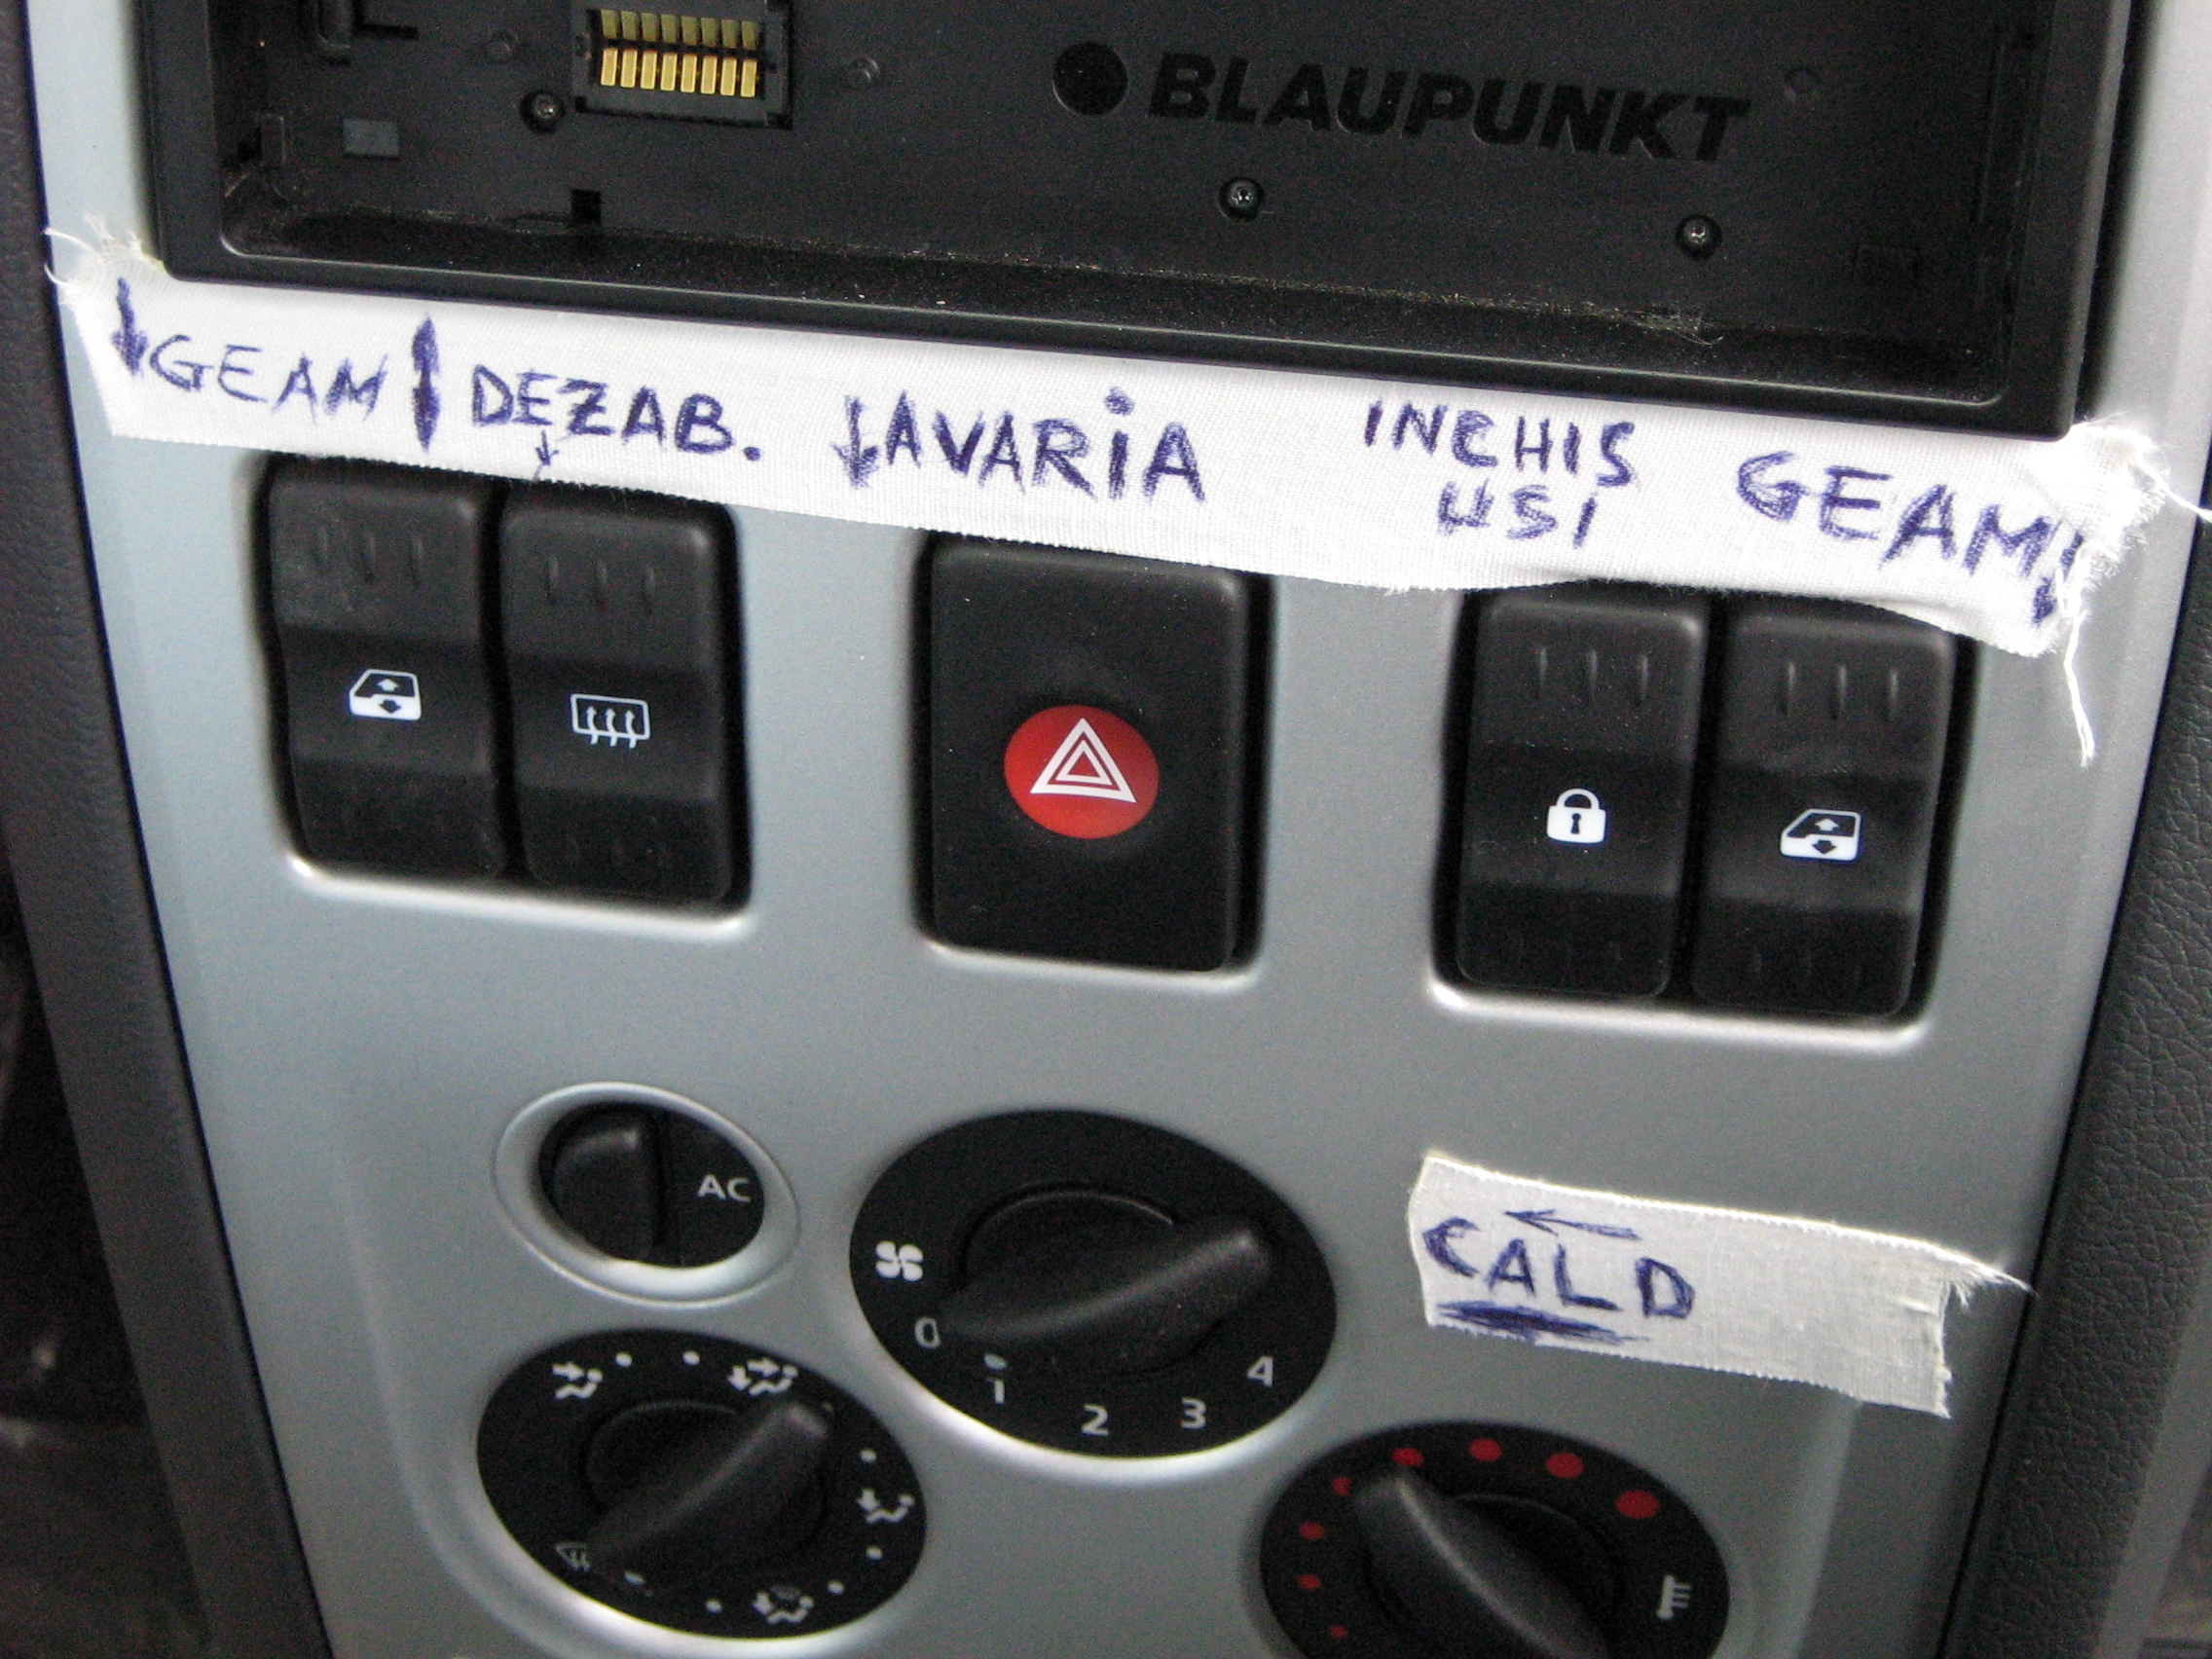 BLAUPUNKT
GEAM DEZAB. AVARiA INCHIS GEAM
USI
AC
CALD
0 1 2 3 4